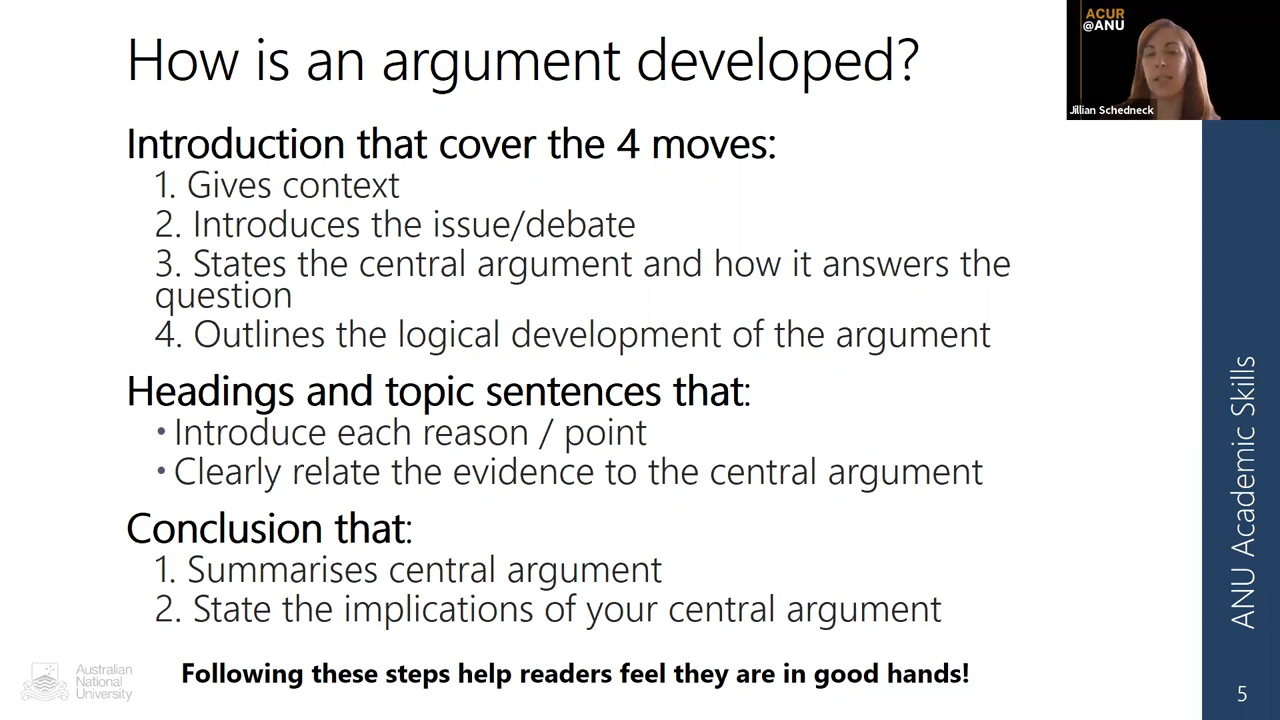 How is an argument developed?
ACUR
@ANU
Jillian Schedneck
Introduction that cover the 4 moves:
1. Gives context
2. Introduces the issue/debate
3. States the central argument and how it answers the
question
4. Outlines the logical development of the argument
Headings and topic sentences that:
• Introduce each reason / point
• Clearly relate the evidence to the central argument
Conclusion that:
1. Summarises central argument
2. State the implications of your central argument
Following these steps help readers feel they are in good hands!
Australian
National
University
ANU Academic Skills
5